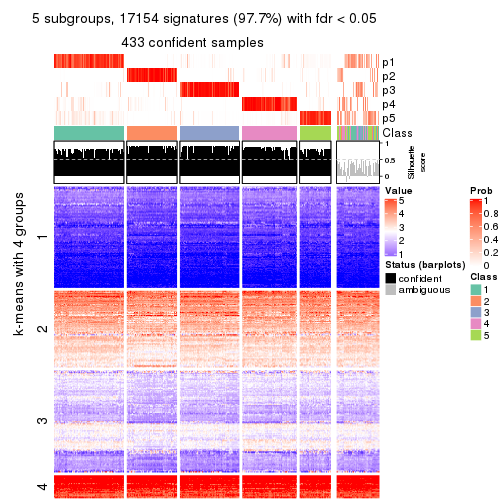 5 subgroups, 17154 signatures (97.7%) with fdr < 0.05
433 confident samples
p1
p2
p3
p4
p5
Class
1
0.5
0
Silhouette
score
k-means with 4 groups
1
2
3
4
Value
5
4
3
2
1
Status (barplots)
confident
ambiguous
Prob
1
0.8
0.6
0.4
0.2
0
Class
1
2
3
4
5